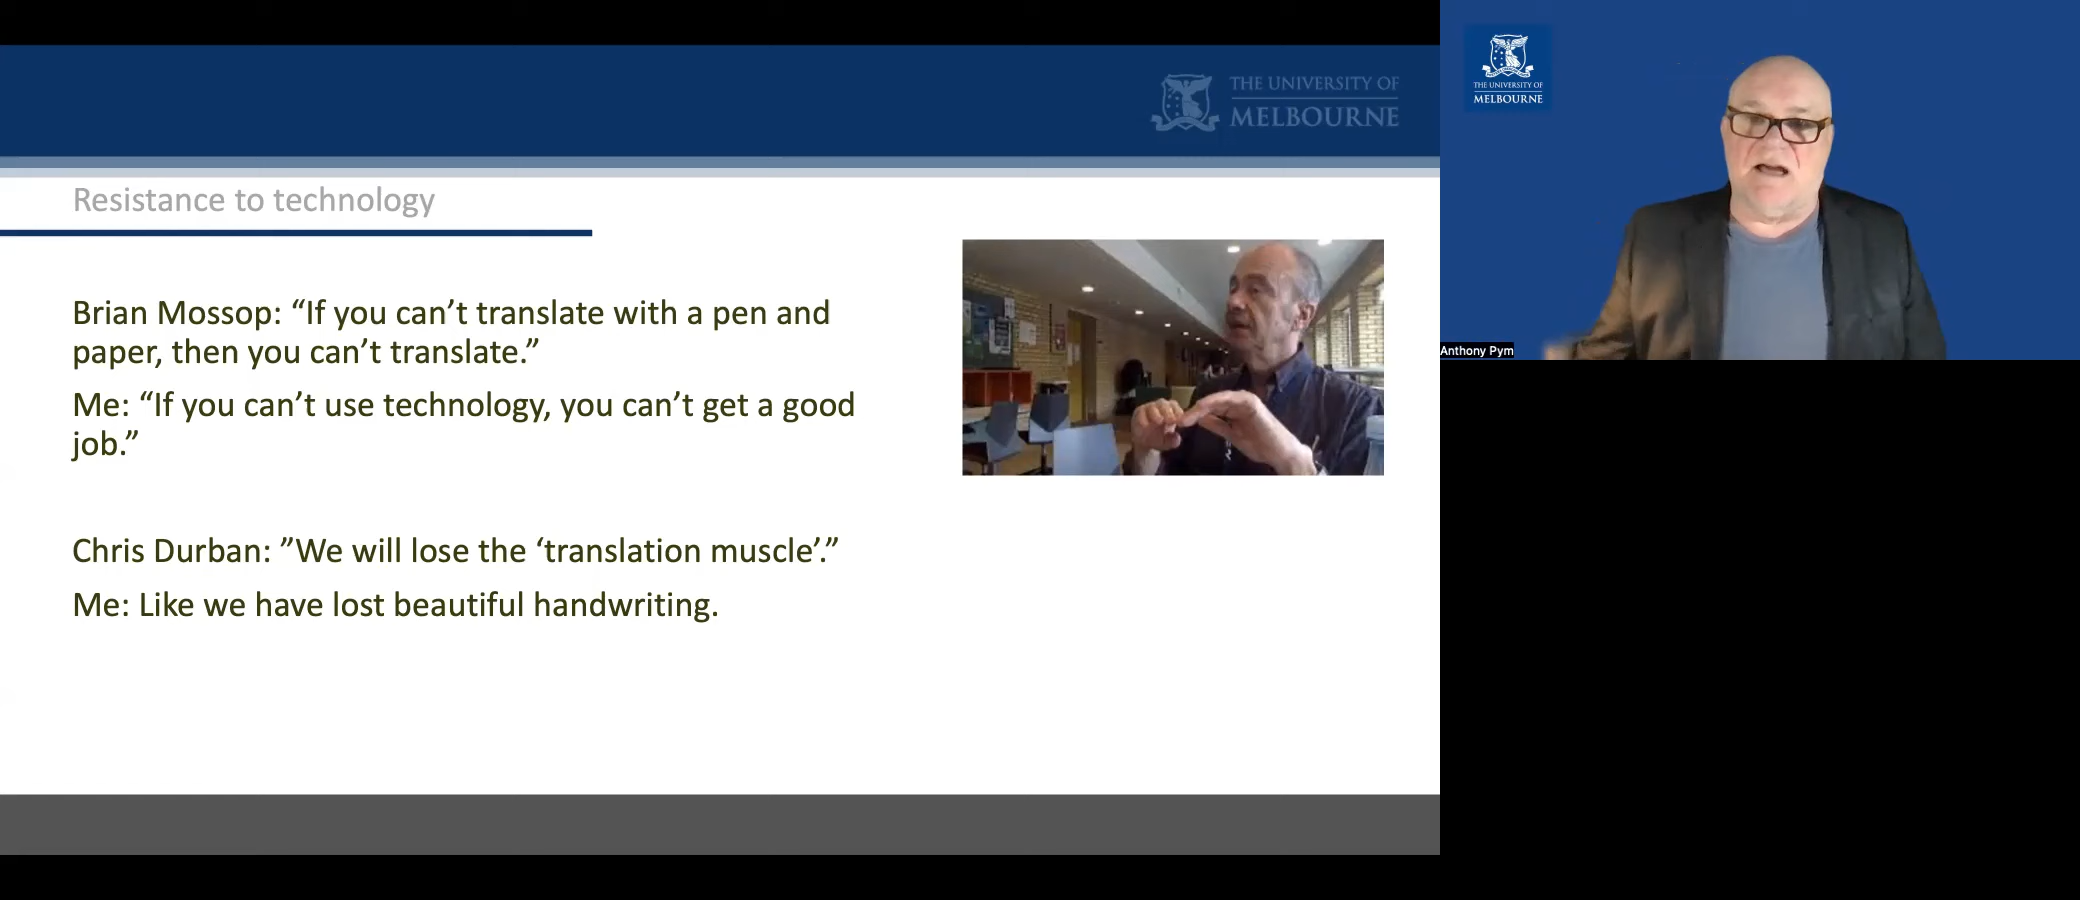 THE UNIVERSITY OF
MELBOURNE
Resistance to technology
Brian Mossop: “If you can’t translate with a pen and
paper, then you can’t translate.”
Me: “If you can’t use technology, you can’t get a good
job.”
Chris Durban: ”We will lose the ‘translation muscle’.”
Me: Like we have lost beautiful handwriting.
THE UNIVERSITY OF
MELBOURNE
Anthony Pym